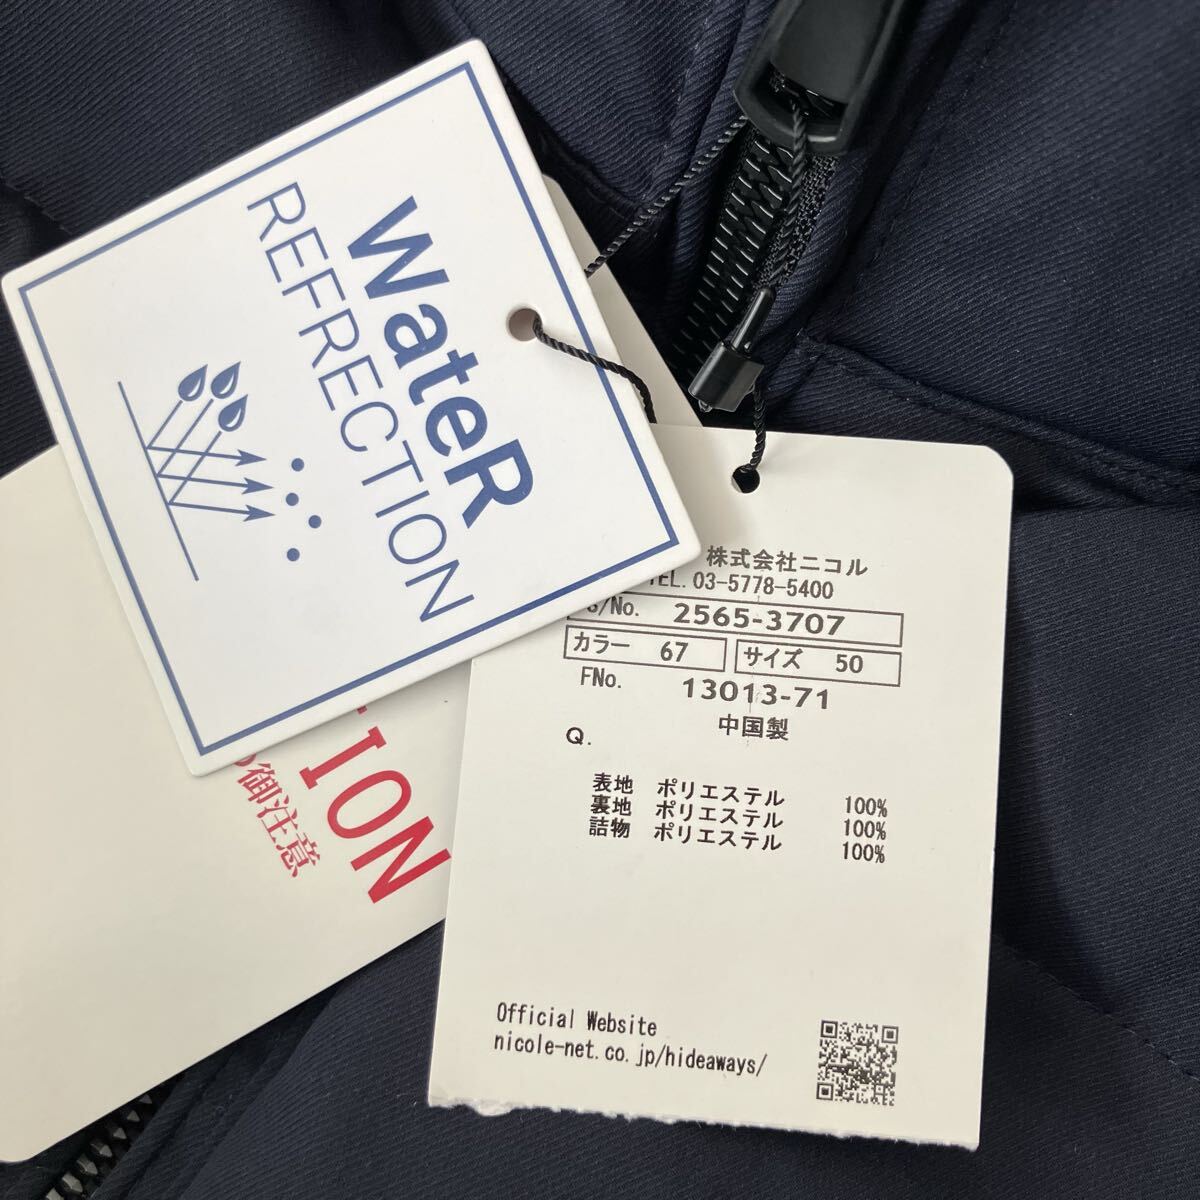 WateR
REFRECTION
TION
御注意
株式会社ニコル
TEL. 03-5778-5400
S/No. 2565-3707
カラー 67 サイズ 50
FNo. 13013-71
中国製
Q.
表地 ポリエステル 100%
裏地 ポリエステル 100%
詰物 ポリエステル 100%
Official Website
nicole-net.co.jp/hideaways/